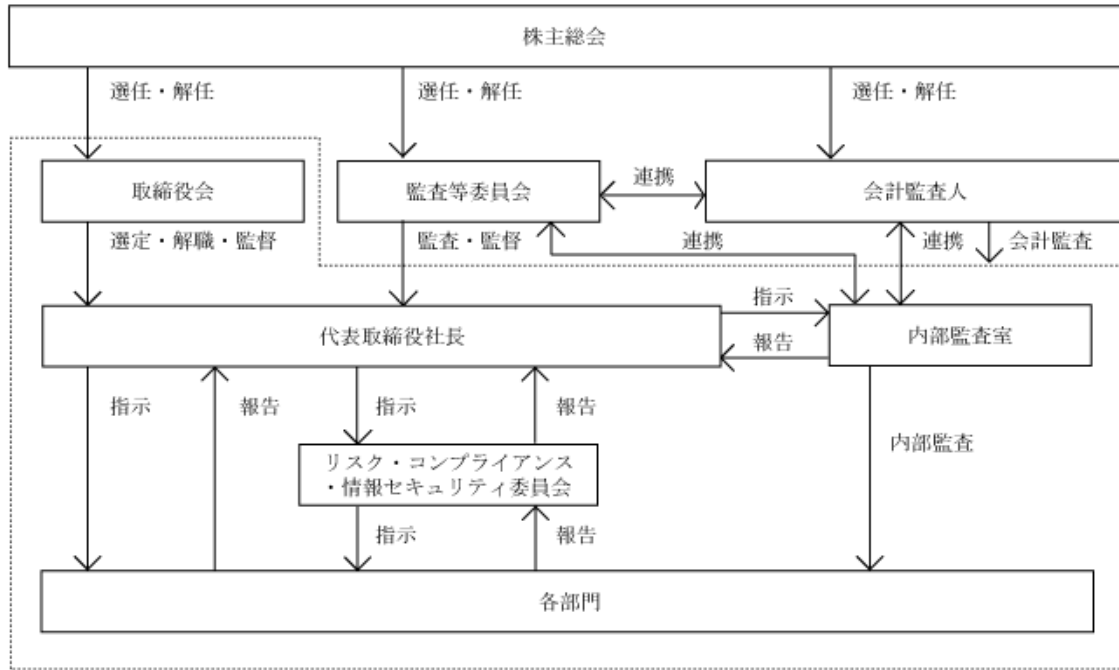 株主総会
選任・解任
選任・解任
選任・解任
取締役会
監査等委員会
連携
会計監査人
選定・解職・監督
監査・監督
連携
連携
会計監査
代表取締役社長
指示
報告
内部監査室
指示
報告
指示
報告
内部監査
リスク・コンプライアンス
・情報セキュリティ委員会
指示
報告
各部門